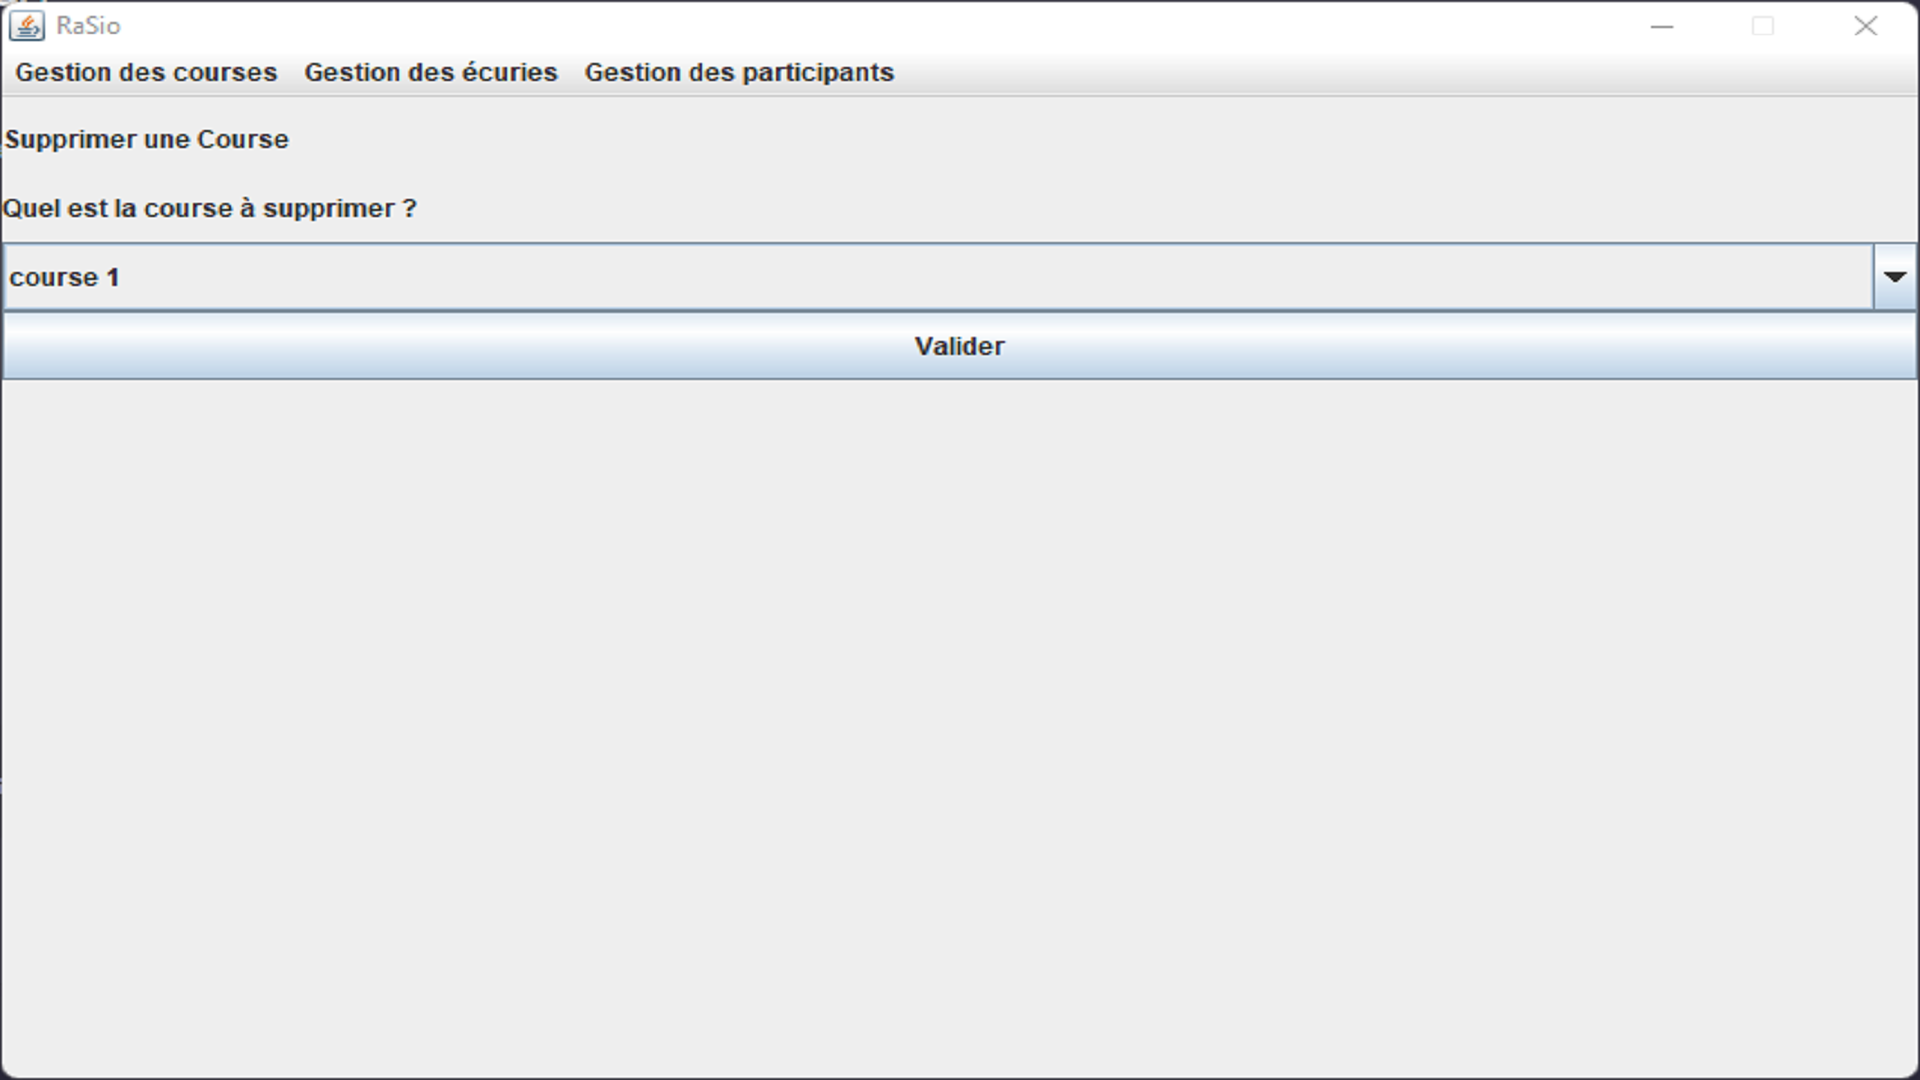 RaSio
Gestion des courses Gestion des écuries Gestion des participants
Supprimer une Course
Quel est la course à supprimer ?
course 1
Valider